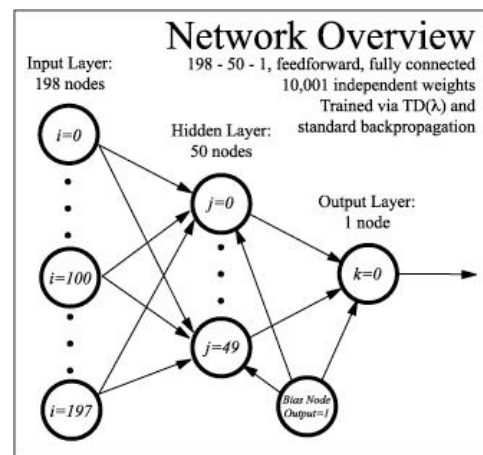 Network Overview
198 - 50 - 1, feedforward, fully connected
10,001 independent weights
Trained via TD(λ) and
standard backpropagation
Input Layer:
198 nodes
i=0
i=100
i=197
Hidden Layer:
50 nodes
j=0
j=49
Output Layer:
1 node
k=0
Bias Node
Output=1